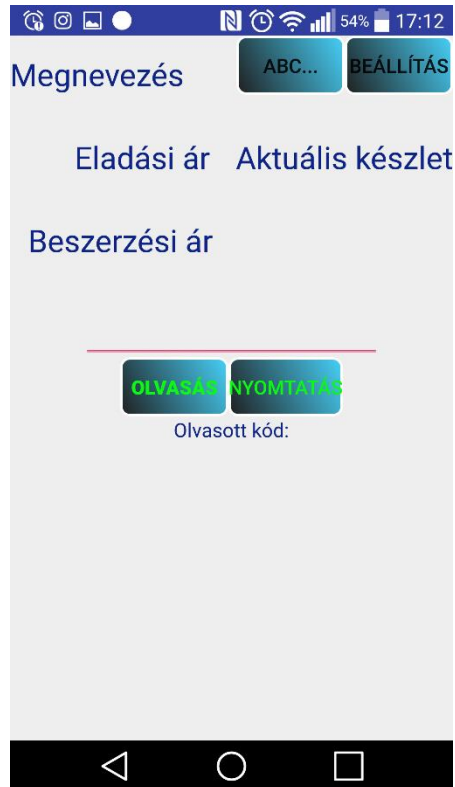 54% 17:12
Megnevezés ABC... BEÁLLÍTÁS
Eladási ár Aktuális készlet
Beszerzési ár
OLVASÁS NYOMTATÁS
Olvasott kód: